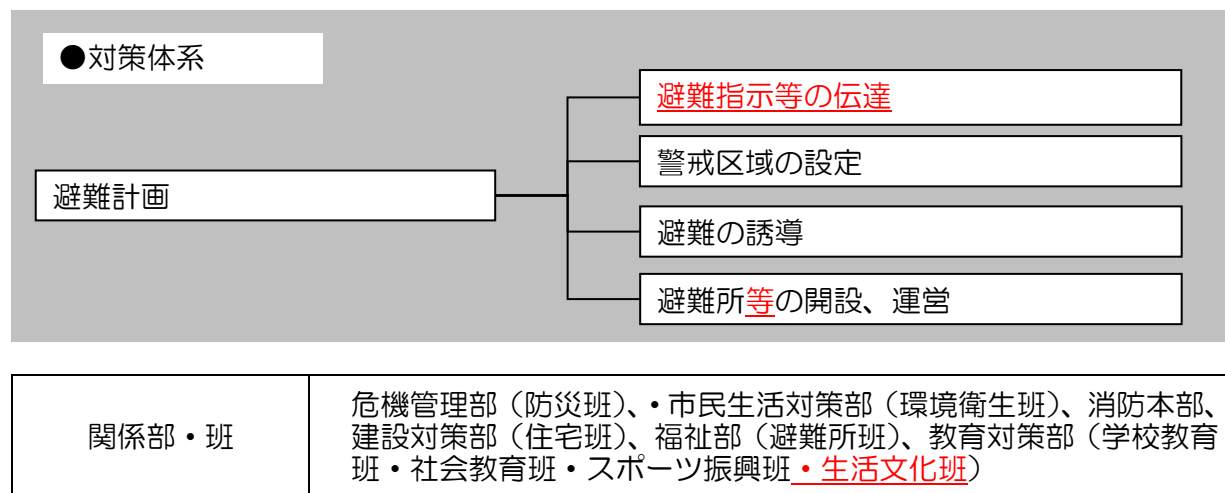 ●対策体系
避難指示等の伝達
警戒区域の設定
避難計画
避難の誘導
避難所等の開設、運営
関係部・班
危機管理部（防災班）、・市民生活対策部（環境衛生班）、消防本部、
建設対策部（住宅班）、福祉部（避難所班）、教育対策部（学校教育
班・社会教育班・スポーツ振興班・生活文化班）